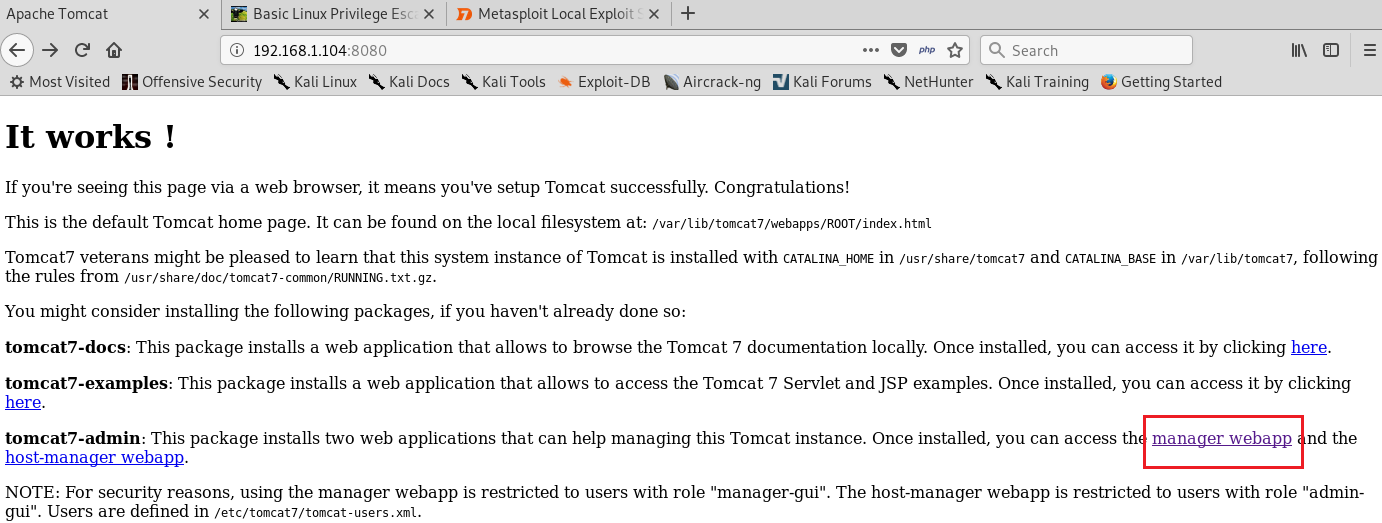 Apache Tomcat
Basic Linux Privilege Esca
Metasploit Local Exploit S
192.168.1.104:8080
php
Search
Most Visited
Offensive Security
Kali Linux
Kali Docs
Kali Tools
Exploit-DB
Aircrack-ng
Kali Forums
NetHunter
Kali Training
Getting Started
It works !
If you're seeing this page via a web browser, it means you've setup Tomcat successfully. Congratulations!
This is the default Tomcat home page. It can be found on the local filesystem at: /var/lib/tomcat7/webapps/ROOT/index.html
Tomcat7 veterans might be pleased to learn that this system instance of Tomcat is installed with CATALINA_HOME in /usr/share/tomcat7 and CATALINA_BASE in /var/lib/tomcat7, following
the rules from /usr/share/doc/tomcat7-common/RUNNING.txt.gz.
You might consider installing the following packages, if you haven't already done so:
tomcat7-docs: This package installs a web application that allows to browse the Tomcat 7 documentation locally. Once installed, you can access it by clicking here.
tomcat7-examples: This package installs a web application that allows to access the Tomcat 7 Servlet and JSP examples. Once installed, you can access it by clicking
here.
tomcat7-admin: This package installs two web applications that can help managing this Tomcat instance. Once installed, you can access the manager webapp and the
host-manager webapp.
NOTE: For security reasons, using the manager webapp is restricted to users with role "manager-gui". The host-manager webapp is restricted to users with role "admin-
gui". Users are defined in /etc/tomcat7/tomcat-users.xml.